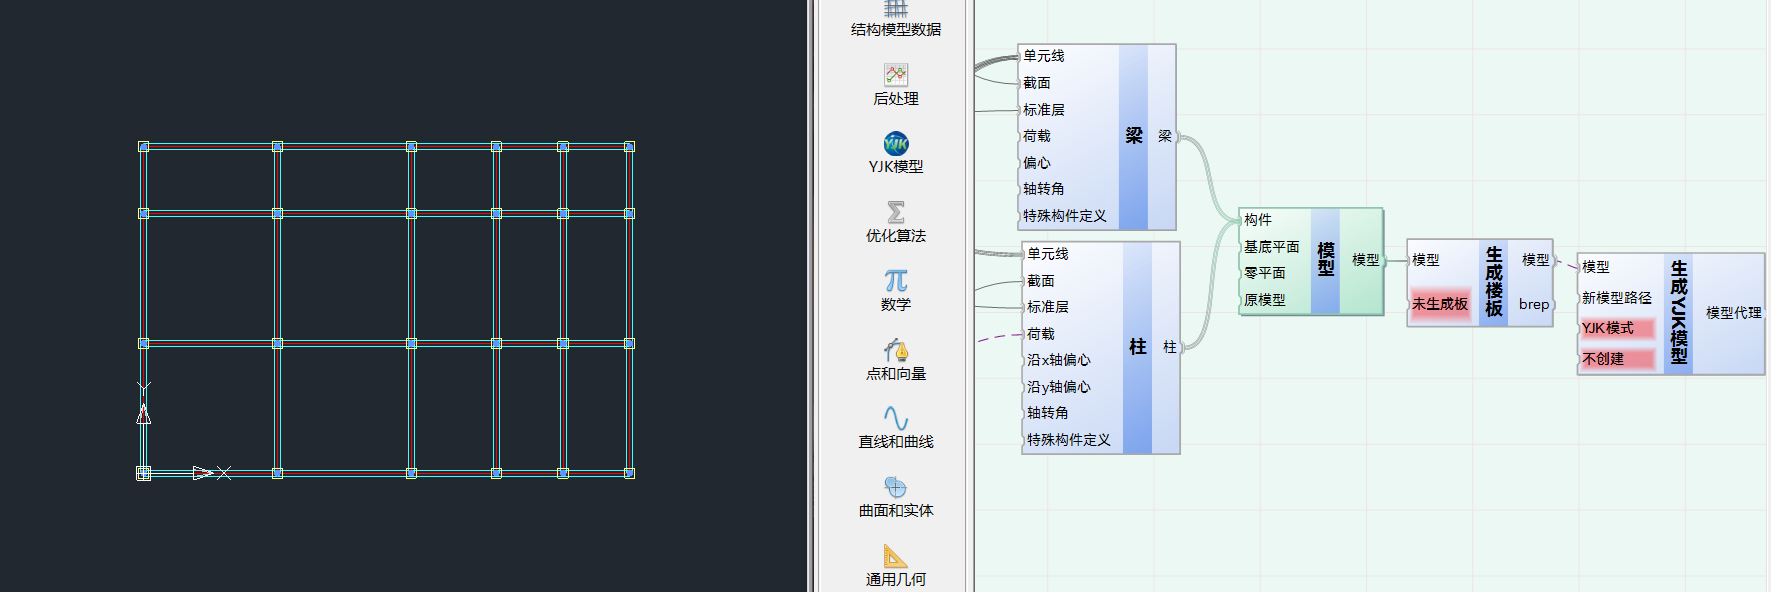 Y
X
结构模型数据
后处理
YJK
YJK模型
Σ
优化算法
π
数学
点和向量
直线和曲线
曲面和实体
通用几何
单元线
截面
标准层
荷载
偏心
轴转角
特殊构件定义
梁
梁
单元线
截面
标准层
荷载
沿x轴偏心
沿y轴偏心
轴转角
特殊构件定义
柱
柱
构件
基底平面
零平面
原模型
模型
模型
模型
未生成板
生成楼板
模型
brep
模型
新模型路径
YJK模式
不创建
生成YJK模型
模型代理